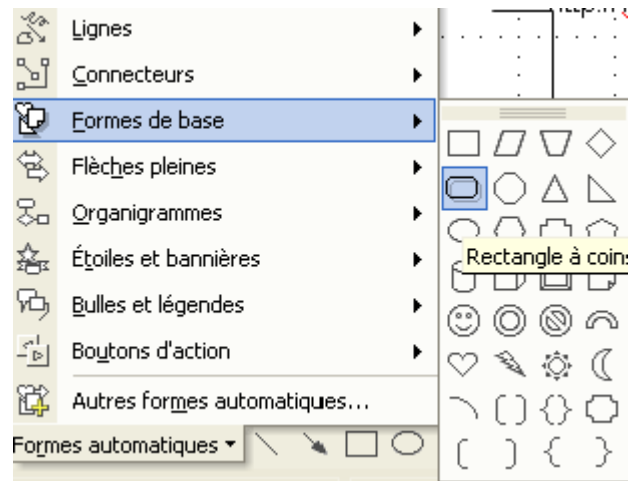 http://
Lignes
Connecteurs
Formes de base
Flèches pleines
Organigrammes
Étoiles et bannières
Bulles et légendes
Boutons d'action
Autres formes automatiques...
Formes automatiques
Rectangle à coins